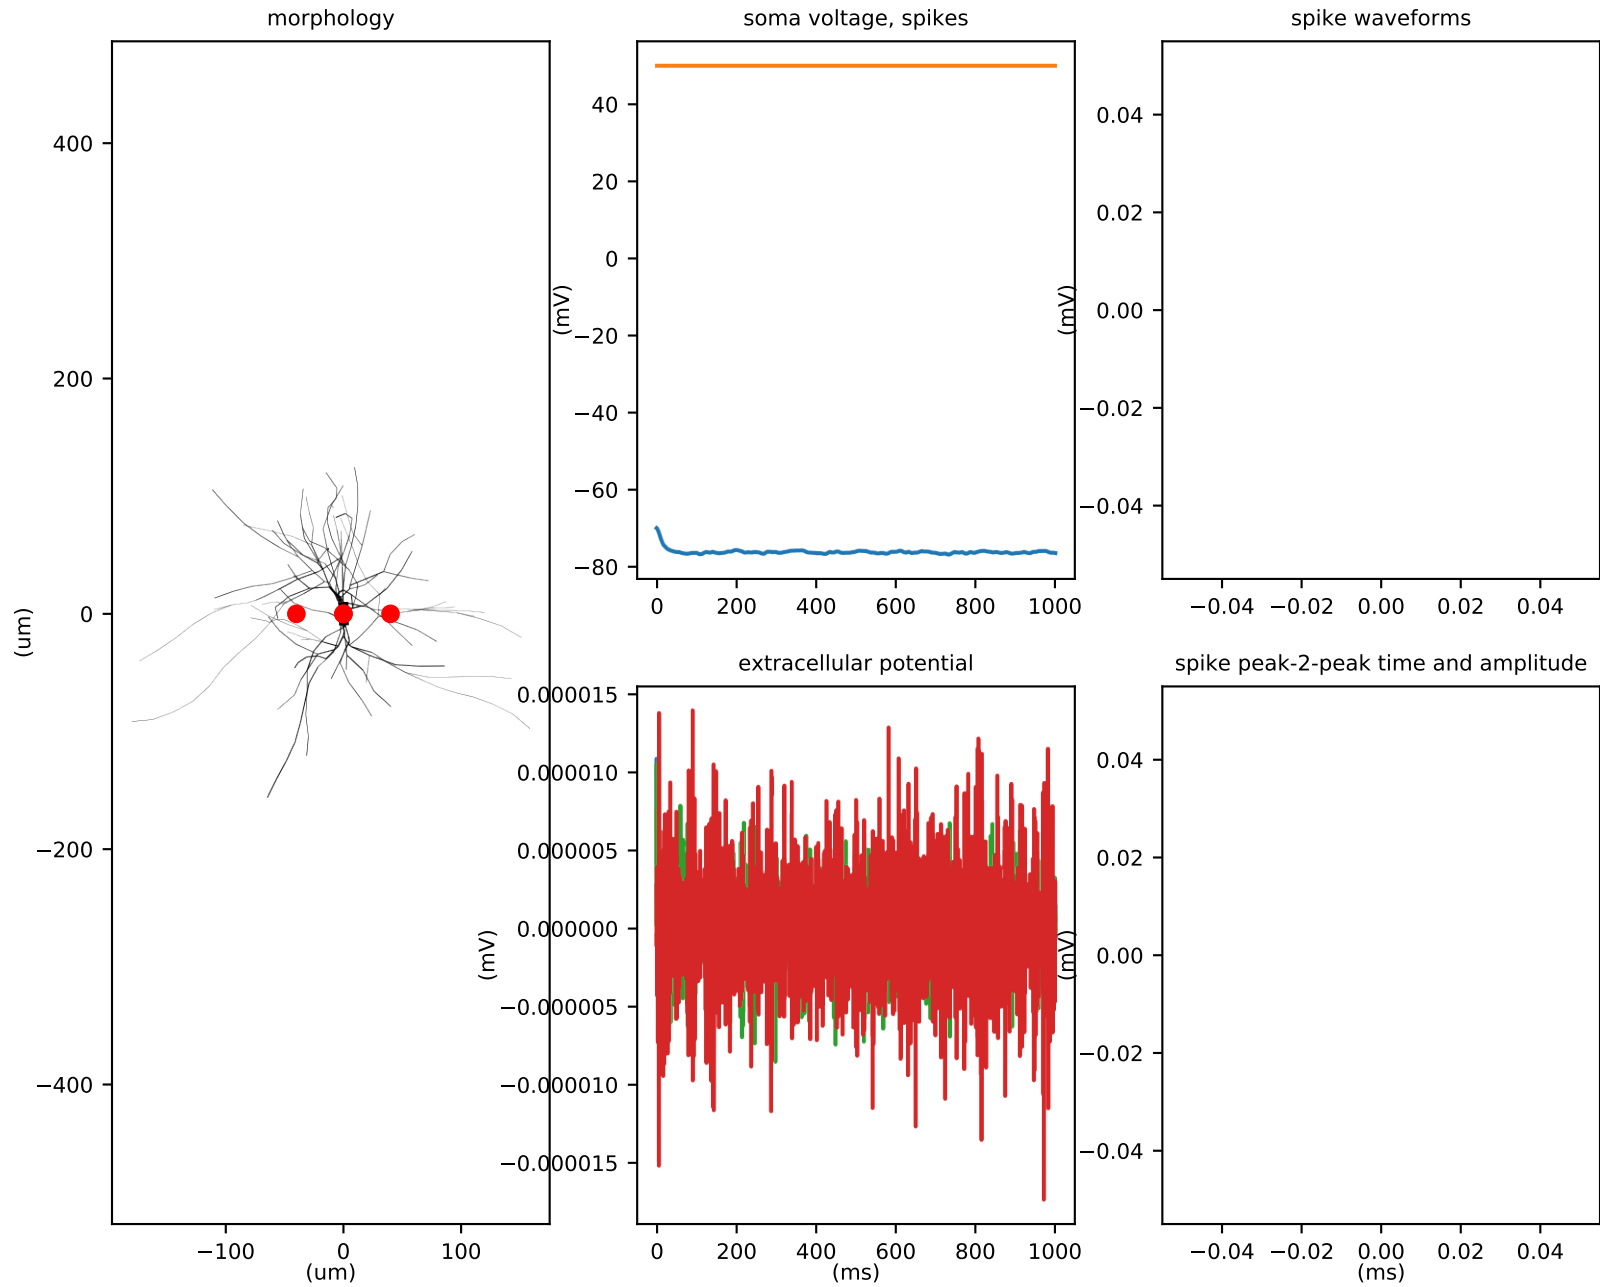 morphology
400
200
0
−200
−400
(um)
−100 0 100
(um)
soma voltage, spikes
40
20
0
−20
−40
−60
−80
(mV)
0 200 400 600 800 1000
spike waveforms
0.04
0.02
0.00
−0.02
−0.04
(mV)
−0.04 −0.02 0.00 0.02 0.04
extracellular potential
0.000015
0.000010
0.000005
0.000000
−0.000005
−0.000010
−0.000015
(mV)
0 200 400 600 800 1000
(ms)
spike peak-2-peak time and amplitude
0.04
0.02
0.00
−0.02
−0.04
(mV)
−0.04 −0.02 0.00 0.02 0.04
(ms)